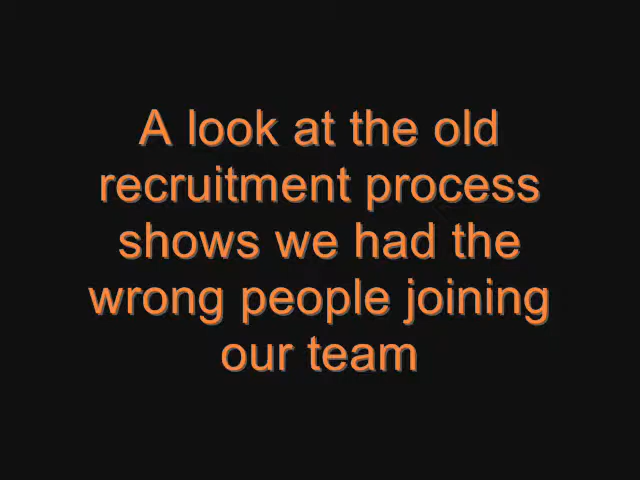 A look at the old
recruitment process
shows we had the
wrong people joining
our team